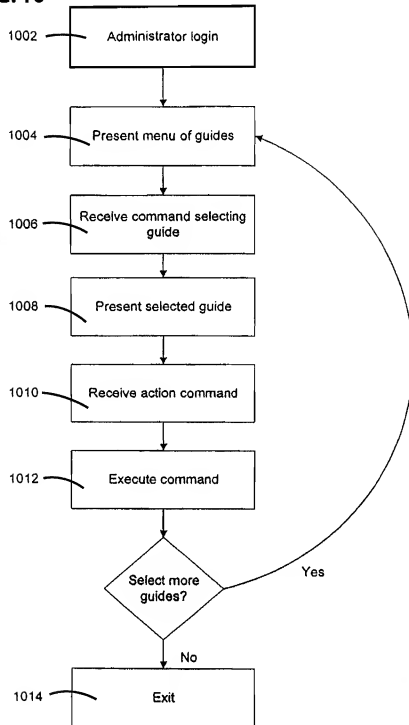 1002
Administrator login
1004
Present menu of guides
1006
Receive command selecting
guide
1008
Present selected guide
1010
Receive action command
1012
Execute command
Select more
guides?
Yes
No
1014
Exit